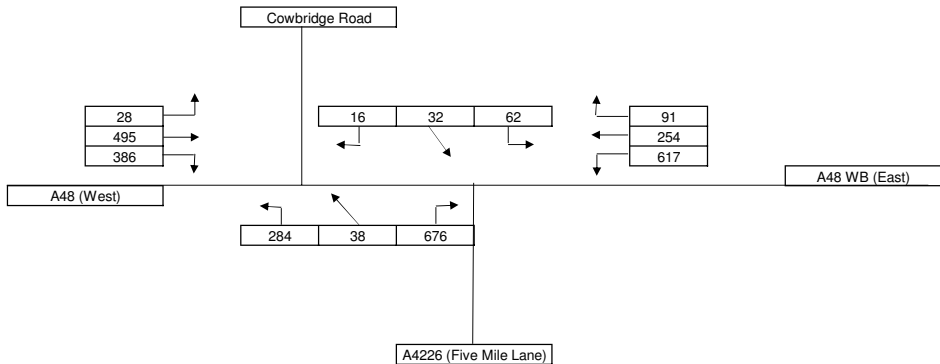 Cowbridge Road
28
495
386
16 32 62
91
254
617
A48 (West)
A48 WB (East)
284 38 676
A4226 (Five Mile Lane)